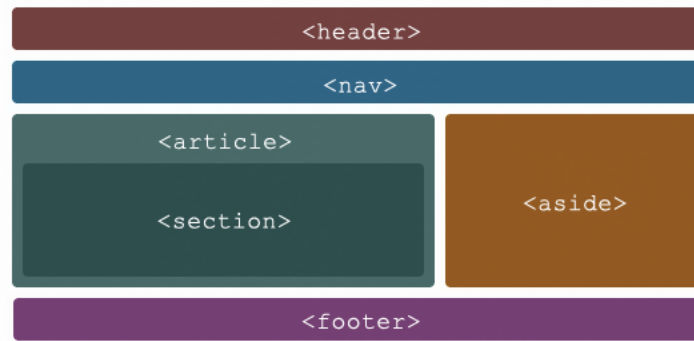 <header>
<nav>
<article>
<section>
<aside>
<footer>